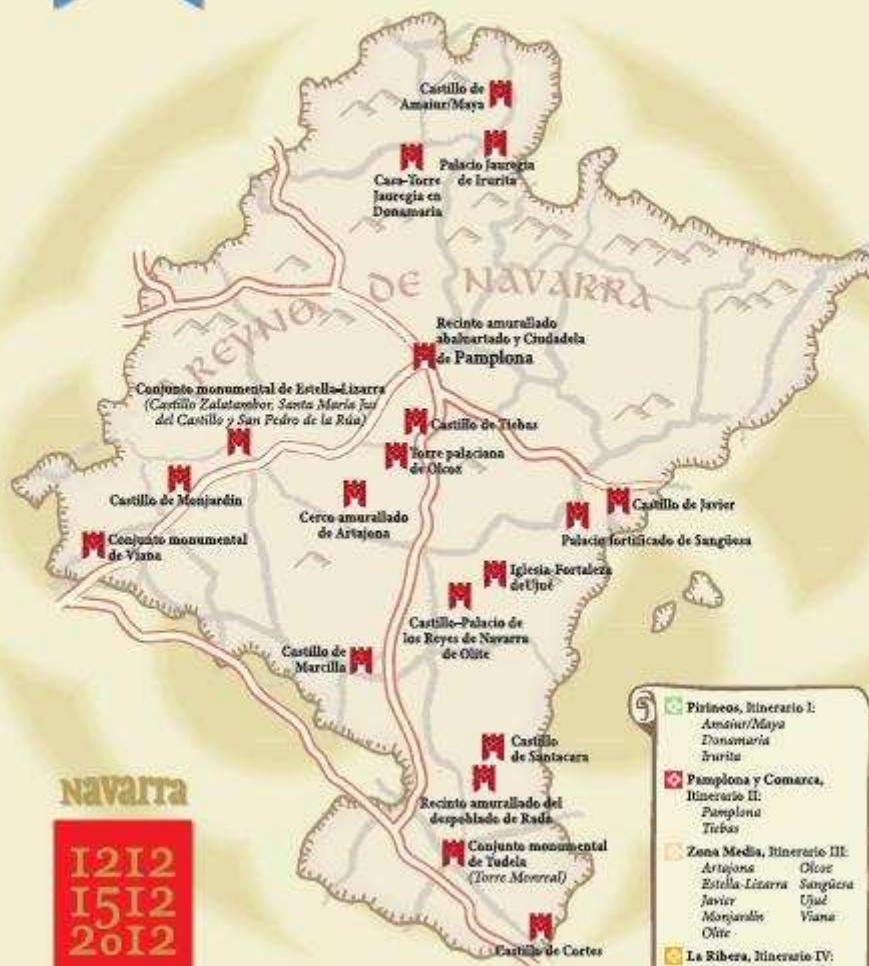 Castillo de
Amaiur/Maya
Palacio Jauregia
de Irurita
Casa-Torre
Jauregia en
Donamaria
REYNO DE NAVARRA
Recinto amurallado
abaluartado y Ciudadela
de Pamplona
Conjunto monumental de Estella-Lizarra
(Castillo Zalatambor, Santa María Jus
del Castillo y San Pedro de la Rúa)
Castillo de Tiebas
Torre palaciana
de Olcoz
Castillo de Monjardín
Cerco amurallado
de Artajona
Castillo de Javier
Palacio fortificado de Sangüesa
Conjunto monumental
de Viana
Iglesia-Fortaleza
de Ujué
Castillo-Palacio de
los Reyes de Navarra
de Olite
Castillo de
Marcilla
Castillo
de Santacara
Recinto amurallado del
despoblado de Rada
Conjunto monumental
de Tudela
(Torre Monreal)
Castillo de Cortes
Navarra
1212
1512
2012
Pirineos, Itinerario I:
Amaiur/Maya
Donamaria
Irurita
Pamplona y Comarca,
Itinerario II:
Pamplona
Tiebas
Zona Media, Itinerario III:
Artajona Olcoz
Estella-Lizarra Sangüesa
Javier Ujué
Monjardín Viana
Olite
La Ribera, Itinerario IV: